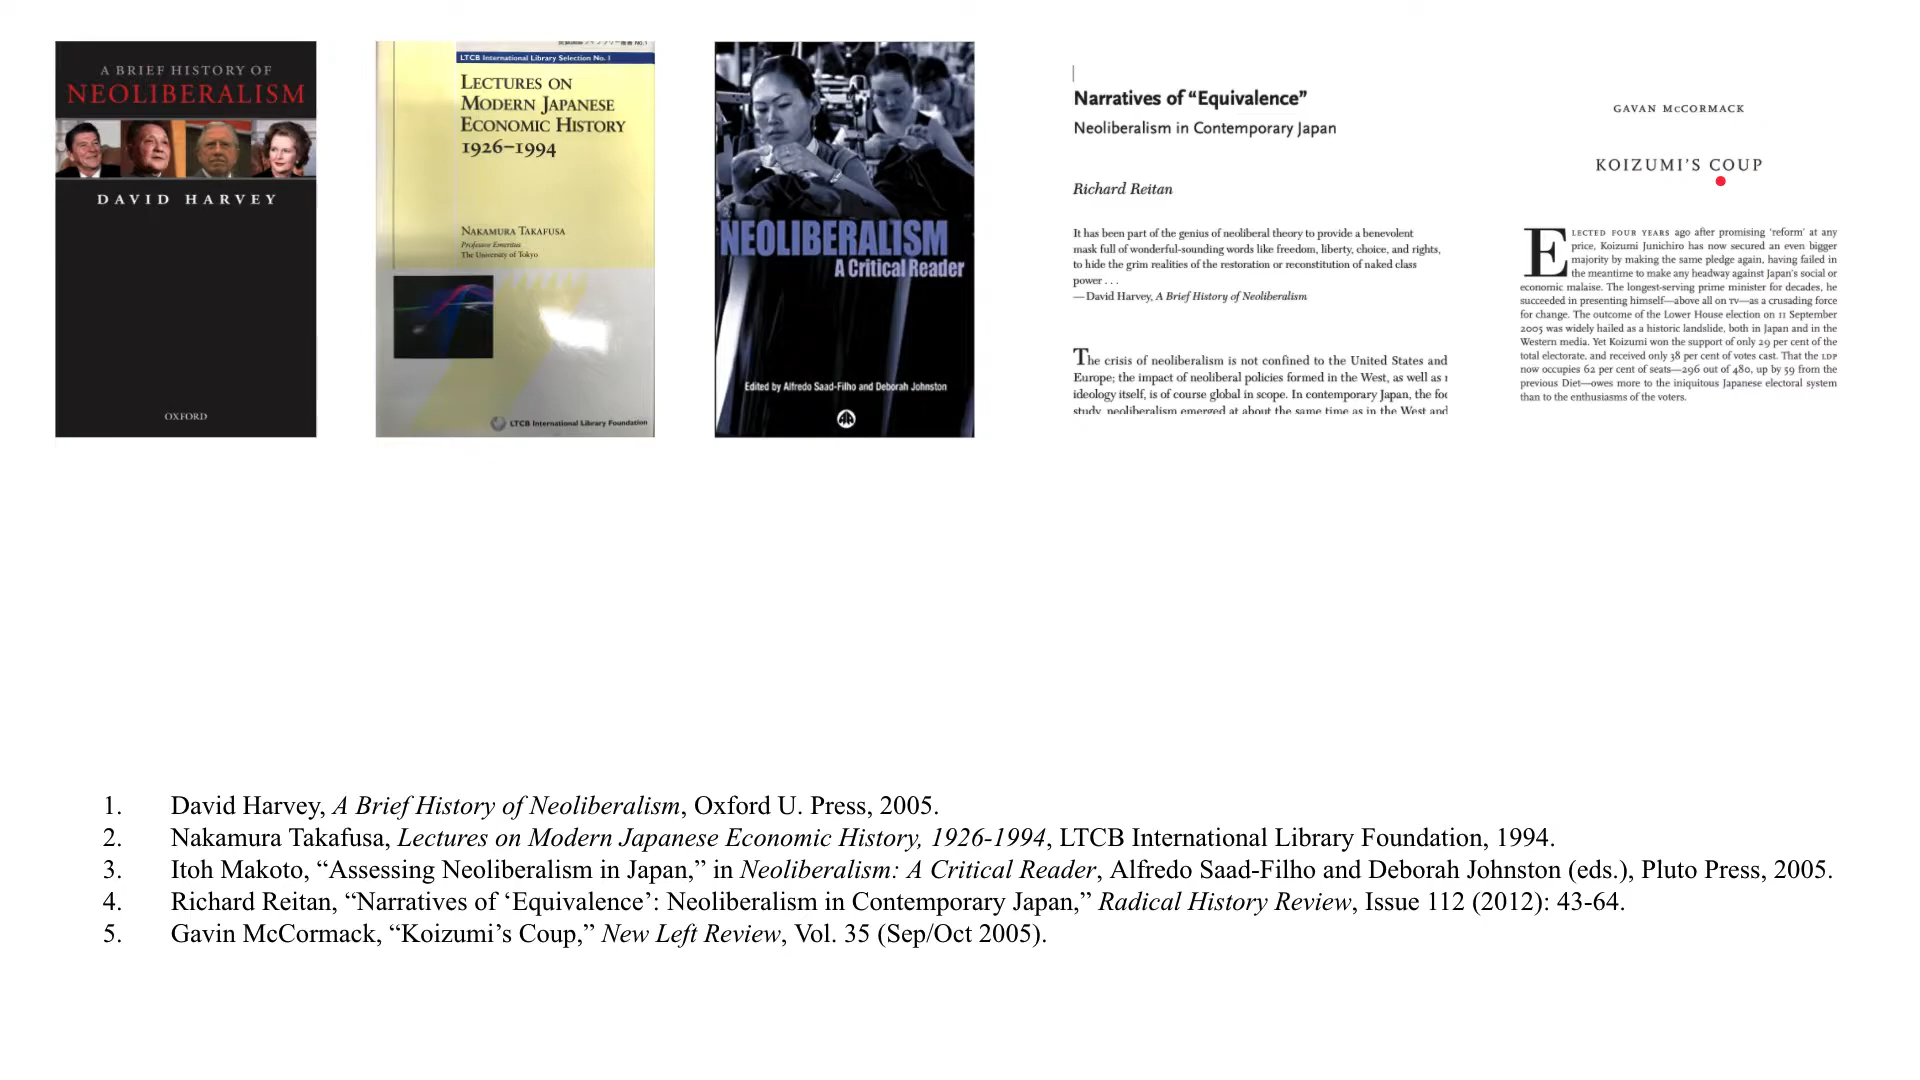 A BRIEF HISTORY OF
NEOLIBERALISM
DAVID HARVEY
OXFORD
LTCB International Library Selection No. 1
LECTURES ON
MODERN JAPANESE
ECONOMIC HISTORY
1926–1994
NAKAMURA TAKAFUSA
Professor Emeritus
The University of Tokyo
LTCB International Library Foundation
NEOLIBERALISM
A Critical Reader
Edited by Alfredo Saad-Filho and Deborah Johnston
Narratives of “Equivalence”
Neoliberalism in Contemporary Japan
Richard Reitan
It has been part of the genius of neoliberal theory to provide a benevolent
mask full of wonderful-sounding words like freedom, liberty, choice, and rights,
to hide the grim realities of the restoration or reconstitution of naked class
power . . .
—David Harvey, A Brief History of Neoliberalism
The crisis of neoliberalism is not confined to the United States and
Europe; the impact of neoliberal policies formed in the West, as well as
ideology itself, is of course global in scope. In contemporary Japan, the
study, neoliberalism emerged at about the same time as in the West and
GAVAN McCORMACK
KOIZUMI’S COUP
ELECTED FOUR YEARS ago after promising ‘reform’ at any
price, Koizumi Junichiro has now secured an even bigger
majority by making the same pledge again, having failed in
the meantime to make any headway against Japan’s social or
economic malaise. The longest-serving prime minister for decades, he
succeeded in presenting himself—above all on TV—as a crusading force
for change. The outcome of the Lower House election on 11 September
2005 was widely hailed as a historic landslide, both in Japan and in the
Western media. Yet Koizumi won the support of only 29 per cent of the
total electorate, and received only 38 per cent of votes cast. That the LDP
now occupies 62 per cent of seats—296 out of 480, up by 59 from the
previous Diet—owes more to the iniquitous Japanese electoral system
than to the enthusiasms of the voters.
1. David Harvey, A Brief History of Neoliberalism, Oxford U. Press, 2005.
2. Nakamura Takafusa, Lectures on Modern Japanese Economic History, 1926-1994, LTCB International Library Foundation, 1994.
3. Itoh Makoto, “Assessing Neoliberalism in Japan,” in Neoliberalism: A Critical Reader, Alfredo Saad-Filho and Deborah Johnston (eds.), Pluto Press, 2005.
4. Richard Reitan, “Narratives of ‘Equivalence’: Neoliberalism in Contemporary Japan,” Radical History Review, Issue 112 (2012): 43-64.
5. Gavin McCormack, “Koizumi’s Coup,” New Left Review, Vol. 35 (Sep/Oct 2005).